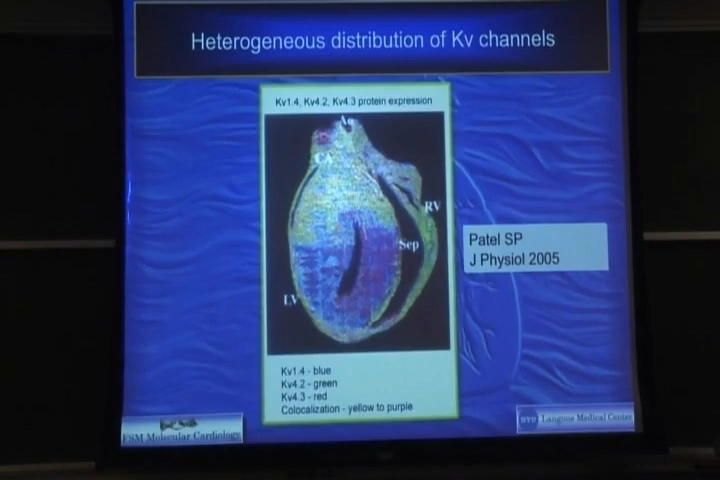 Heterogeneous distribution of Kv channels
Kv1.4, Kv4.2, Kv4.3 protein expression
Ao
CA
RV
Sep
LV
Patel SP
J Physiol 2005
Kv1.4 - blue
Kv4.2 - green
Kv4.3 - red
Colocalization - yellow to purple
FSM Molecular Cardiology
NYU Langone Medical Center